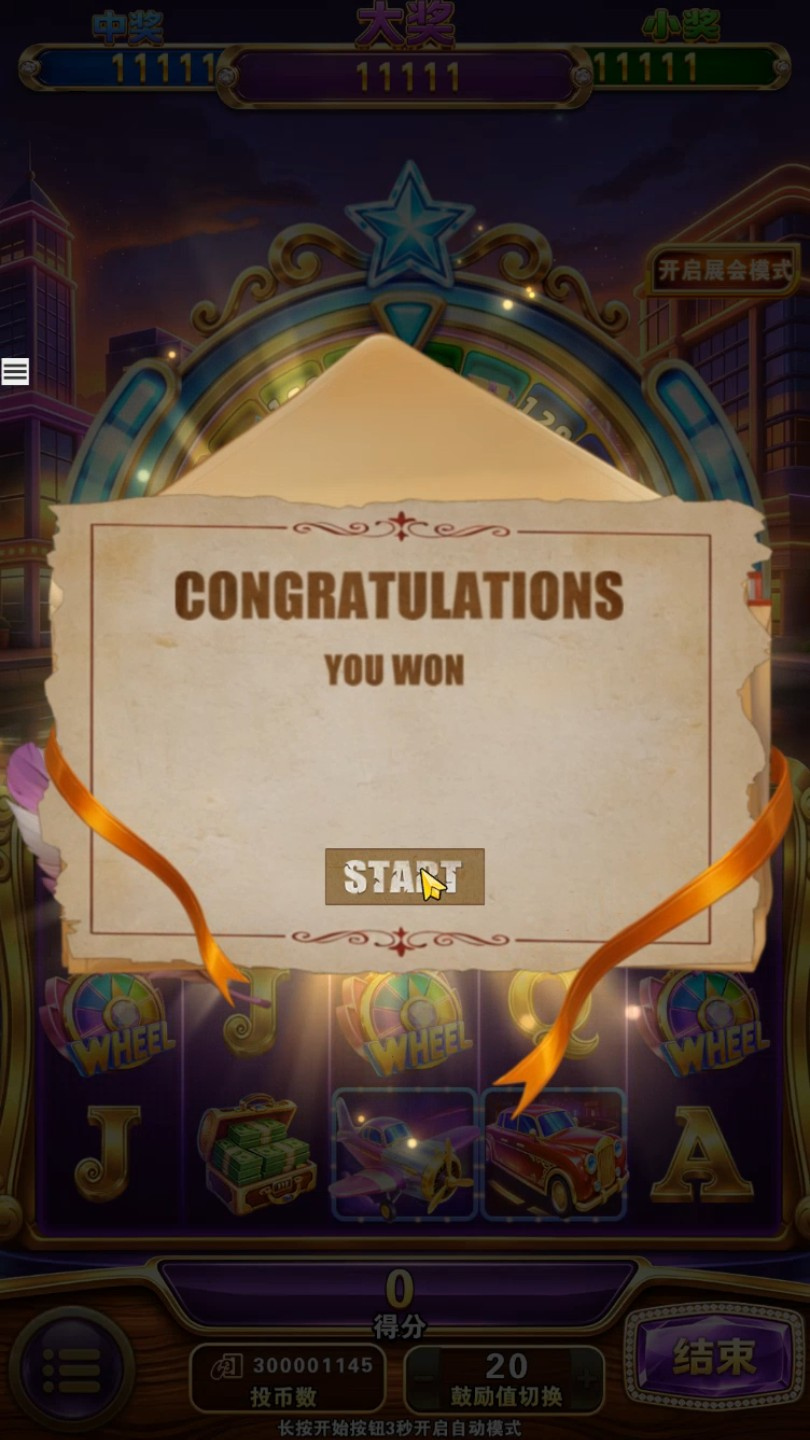 中奖 大奖 小奖
11111 11111 11111
开启展会模式
120
CONGRATULATIONS
YOU WON
START
J Q
WHEEL WHEEL WHEEL
J A
0
得分
300001145 20 结束
投币数 鼓励值切换
长按开始按钮3秒开启自动模式